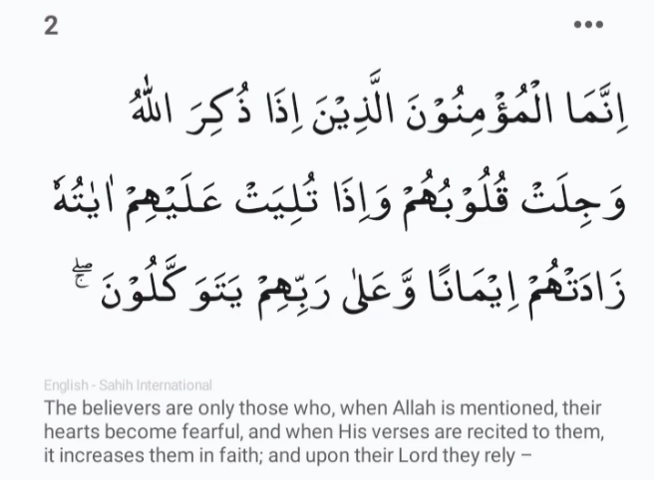 2
اِنَّمَا الْمُؤْمِنُوْنَ الَّذِيْنَ اِذَا ذُكِرَ اللّٰهُ
وَجِلَتْ قُلُوْبُهُمْ وَاِذَا تُلِيَتْ عَلَيْهِمْ اٰيٰتُهٗ
زَادَتْهُمْ اِيْمَانًا وَّعَلٰى رَبِّهِمْ يَتَوَكَّلُوْنَ ۖۚ
English - Sahih International
The believers are only those who, when Allah is mentioned, their
hearts become fearful, and when His verses are recited to them,
it increases them in faith; and upon their Lord they rely –